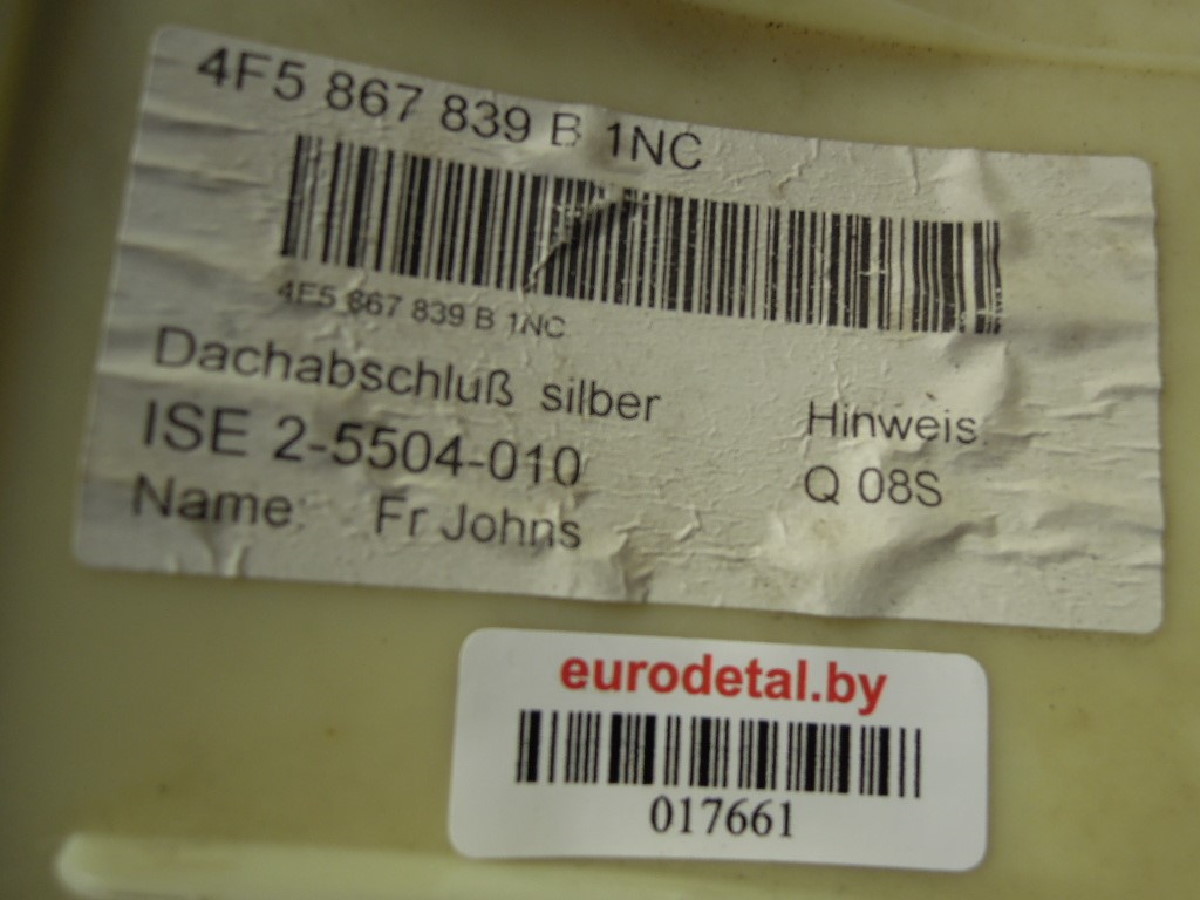 4F5 867 839 B 1NC
4F5 867 839 B 1NC
Dachabschluß silber
ISE 2-5504-010
Hinweis:
Q 08S
Name: Fr Johns
eurodetal.by
017661